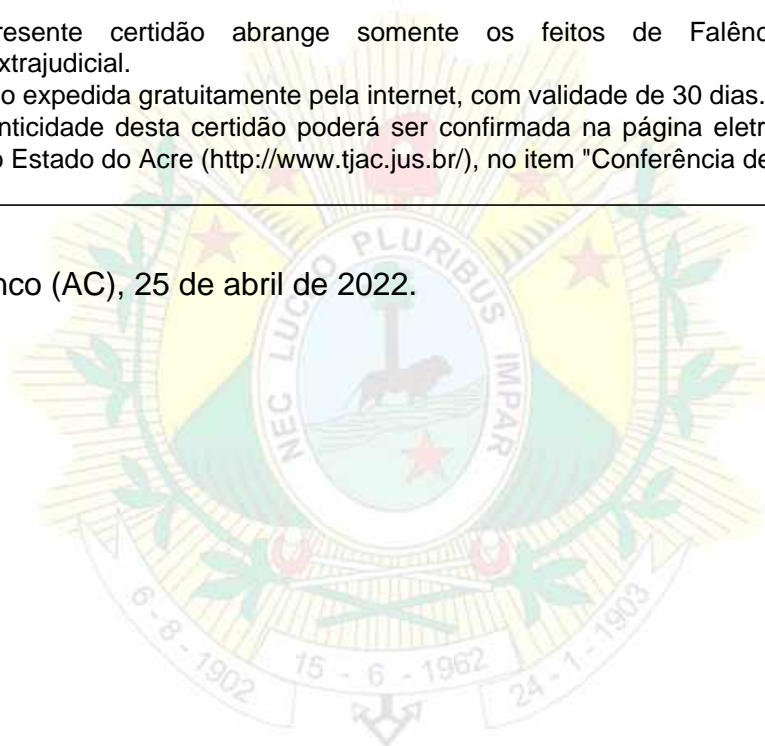 resente certidão abrange somente os feitos de Falênc
xtrajudicial.
o expedida gratuitamente pela internet, com validade de 30 dias.
nticidade desta certidão poderá ser confirmada na página eletr
o Estado do Acre (http://www.tjac.jus.br/), no item "Conferência de
nco (AC), 25 de abril de 2022.
NEC LUCEO PLURIBUS IMPAR
6 - 8 - 1902
15 - 6 - 1962
24 - 1 - 1903